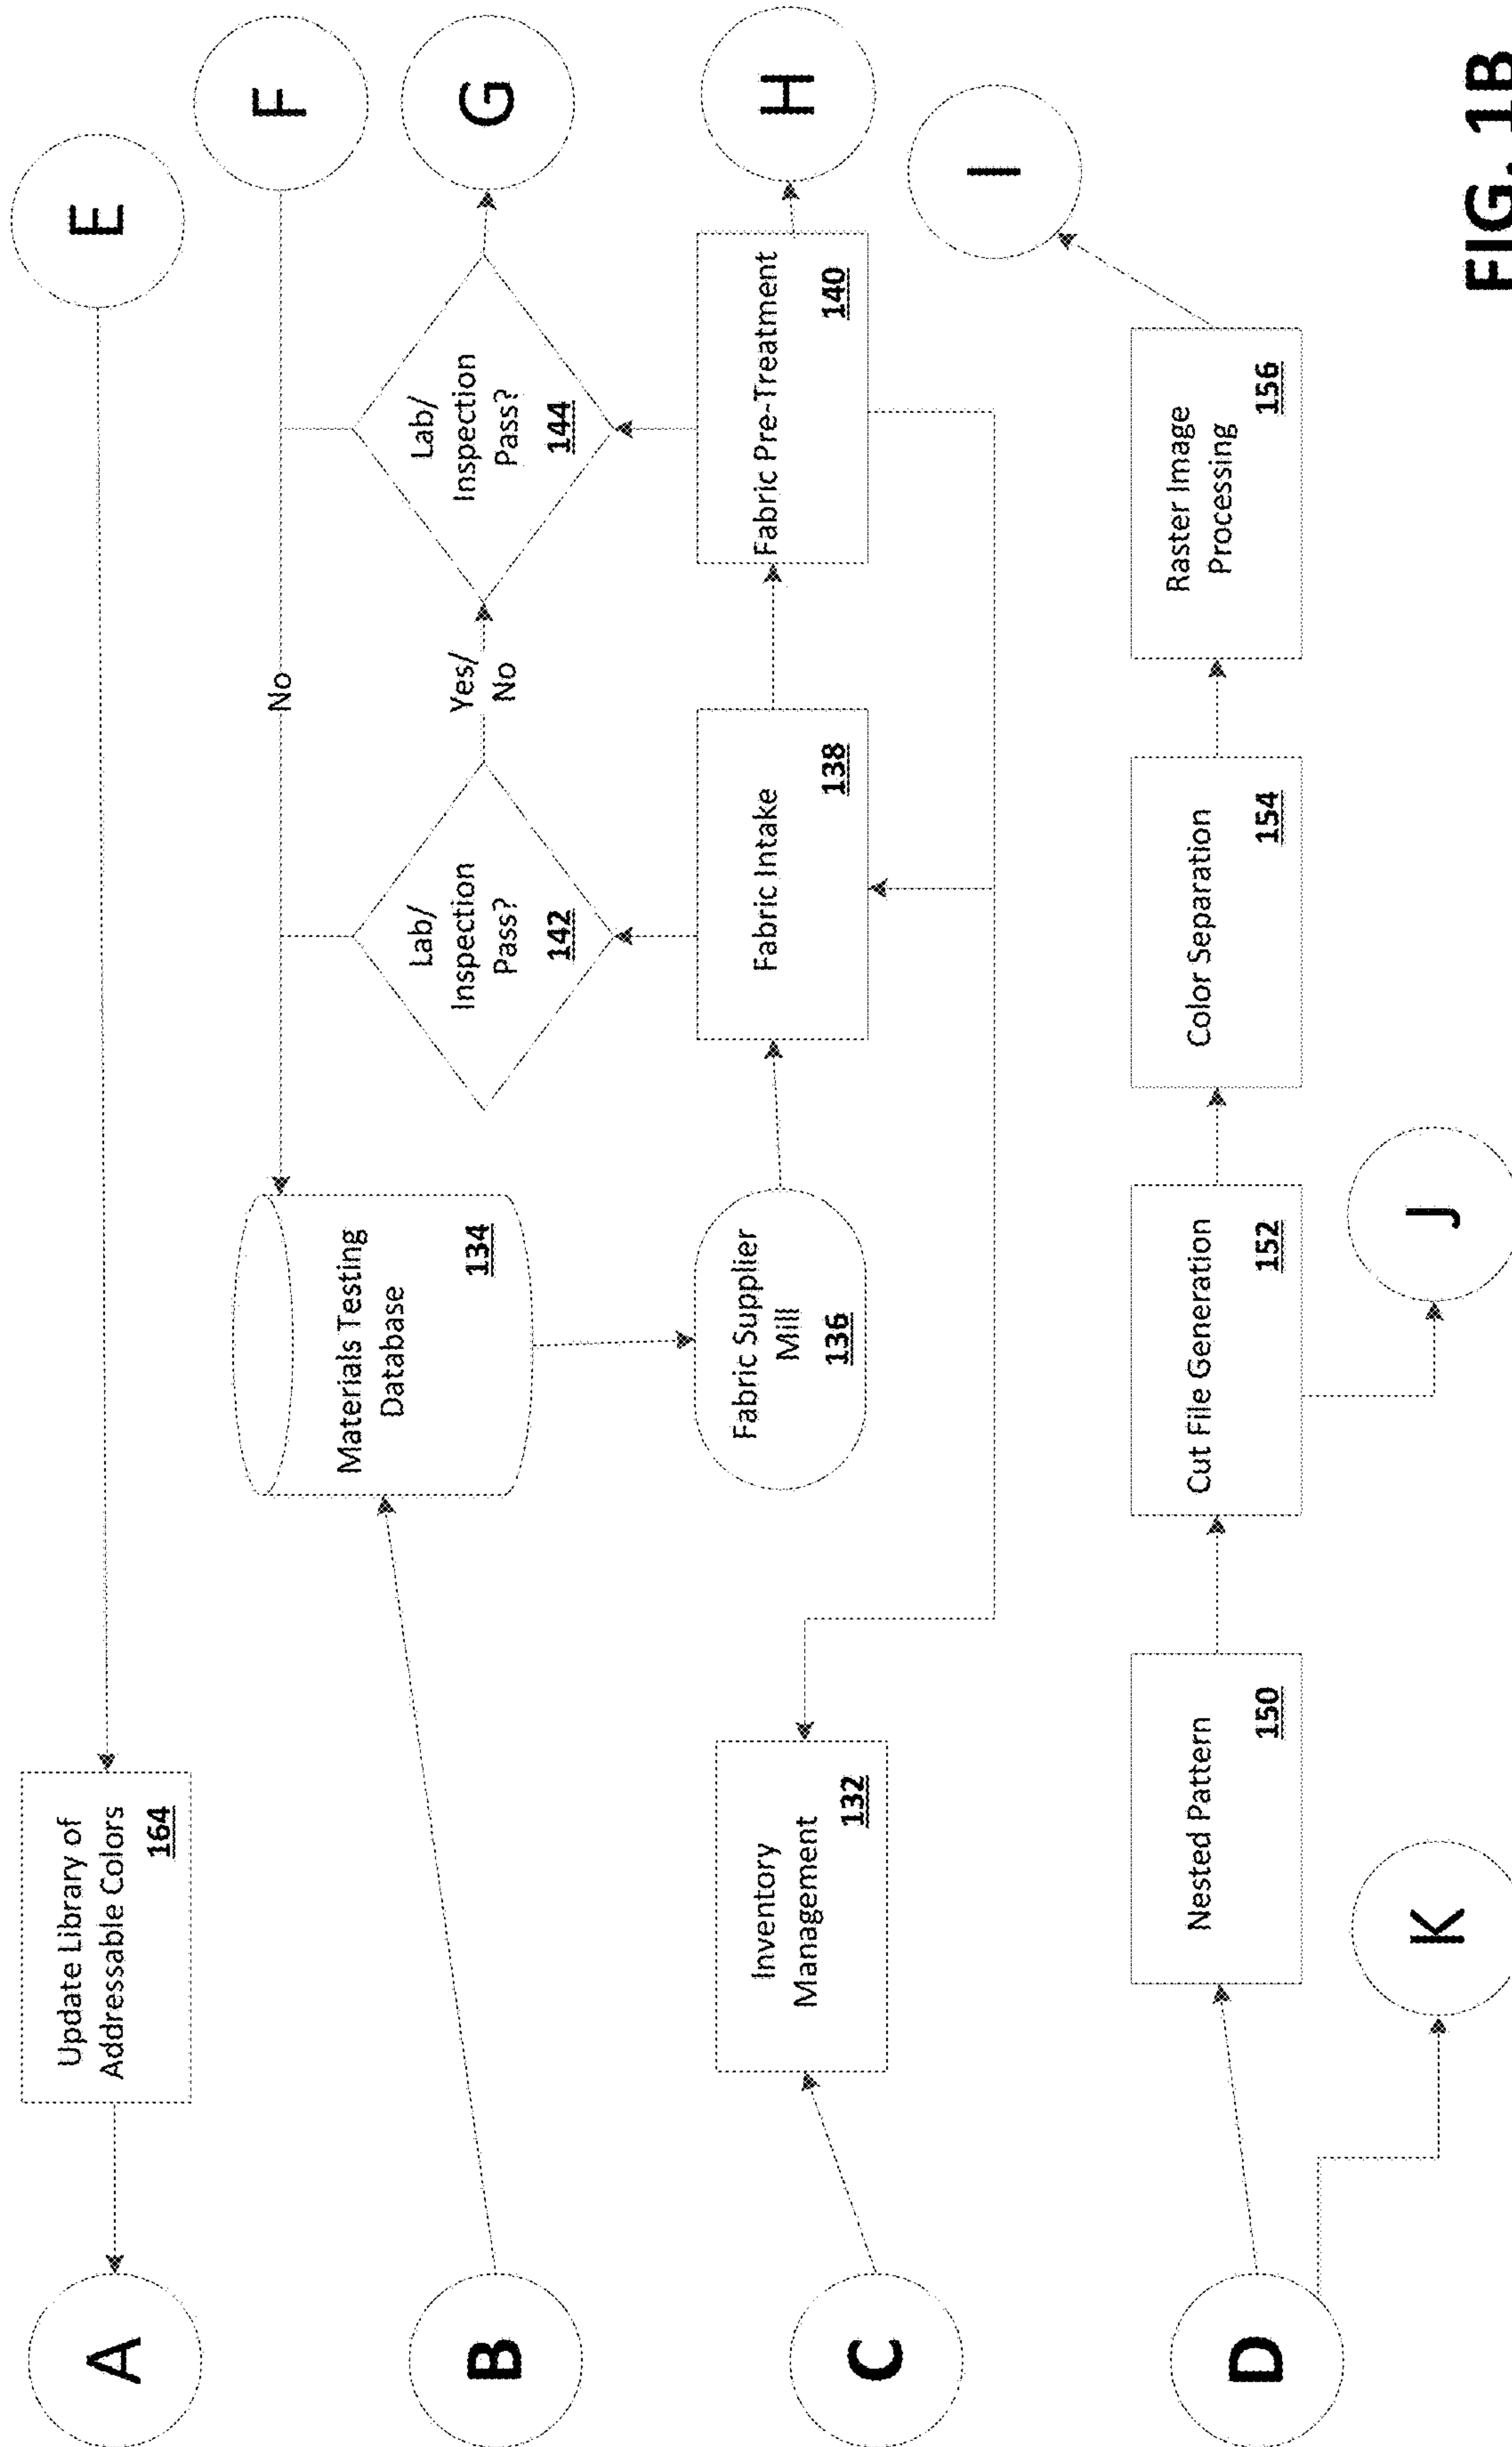 A
Update Library of
Addressable Colors
164
E
B
Materials Testing
Database
134
No
F
Lab/
Inspection
Pass?
142
Yes/
No
Lab/
Inspection
Pass?
144
G
C
Inventory
Management
132
Fabric Supplier
Mill
136
Fabric Intake
138
Fabric Pre-Treatment
140
H
I
D
Nested Pattern
150
Cut File Generation
152
Color Separation
154
Raster Image
Processing
156
K
J
FIG. 1B